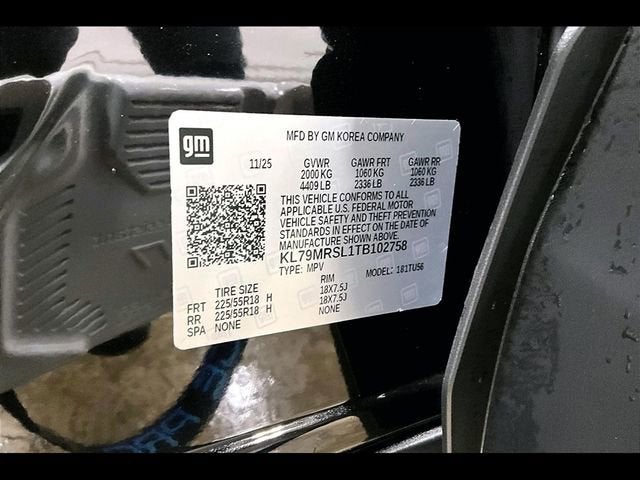 gm
MFD BY GM KOREA COMPANY
11/25 GVWR GAWR FRT GAWR RR
2000 KG 1060 KG 1060 KG
4409 LB 2336 LB 2336 LB
THIS VEHICLE CONFORMS TO ALL
APPLICABLE U.S. FEDERAL MOTOR
VEHICLE SAFETY AND THEFT PREVENTION
STANDARDS IN EFFECT ON THE DATE OF
MANUFACTURE SHOWN ABOVE.
KL79MRSL1TB102758
TYPE: MPV MODEL: 181TU56
TIRE SIZE RIM
FRT 225/55R18 H 18X7.5J
RR 225/55R18 H 18X7.5J
SPA NONE NONE